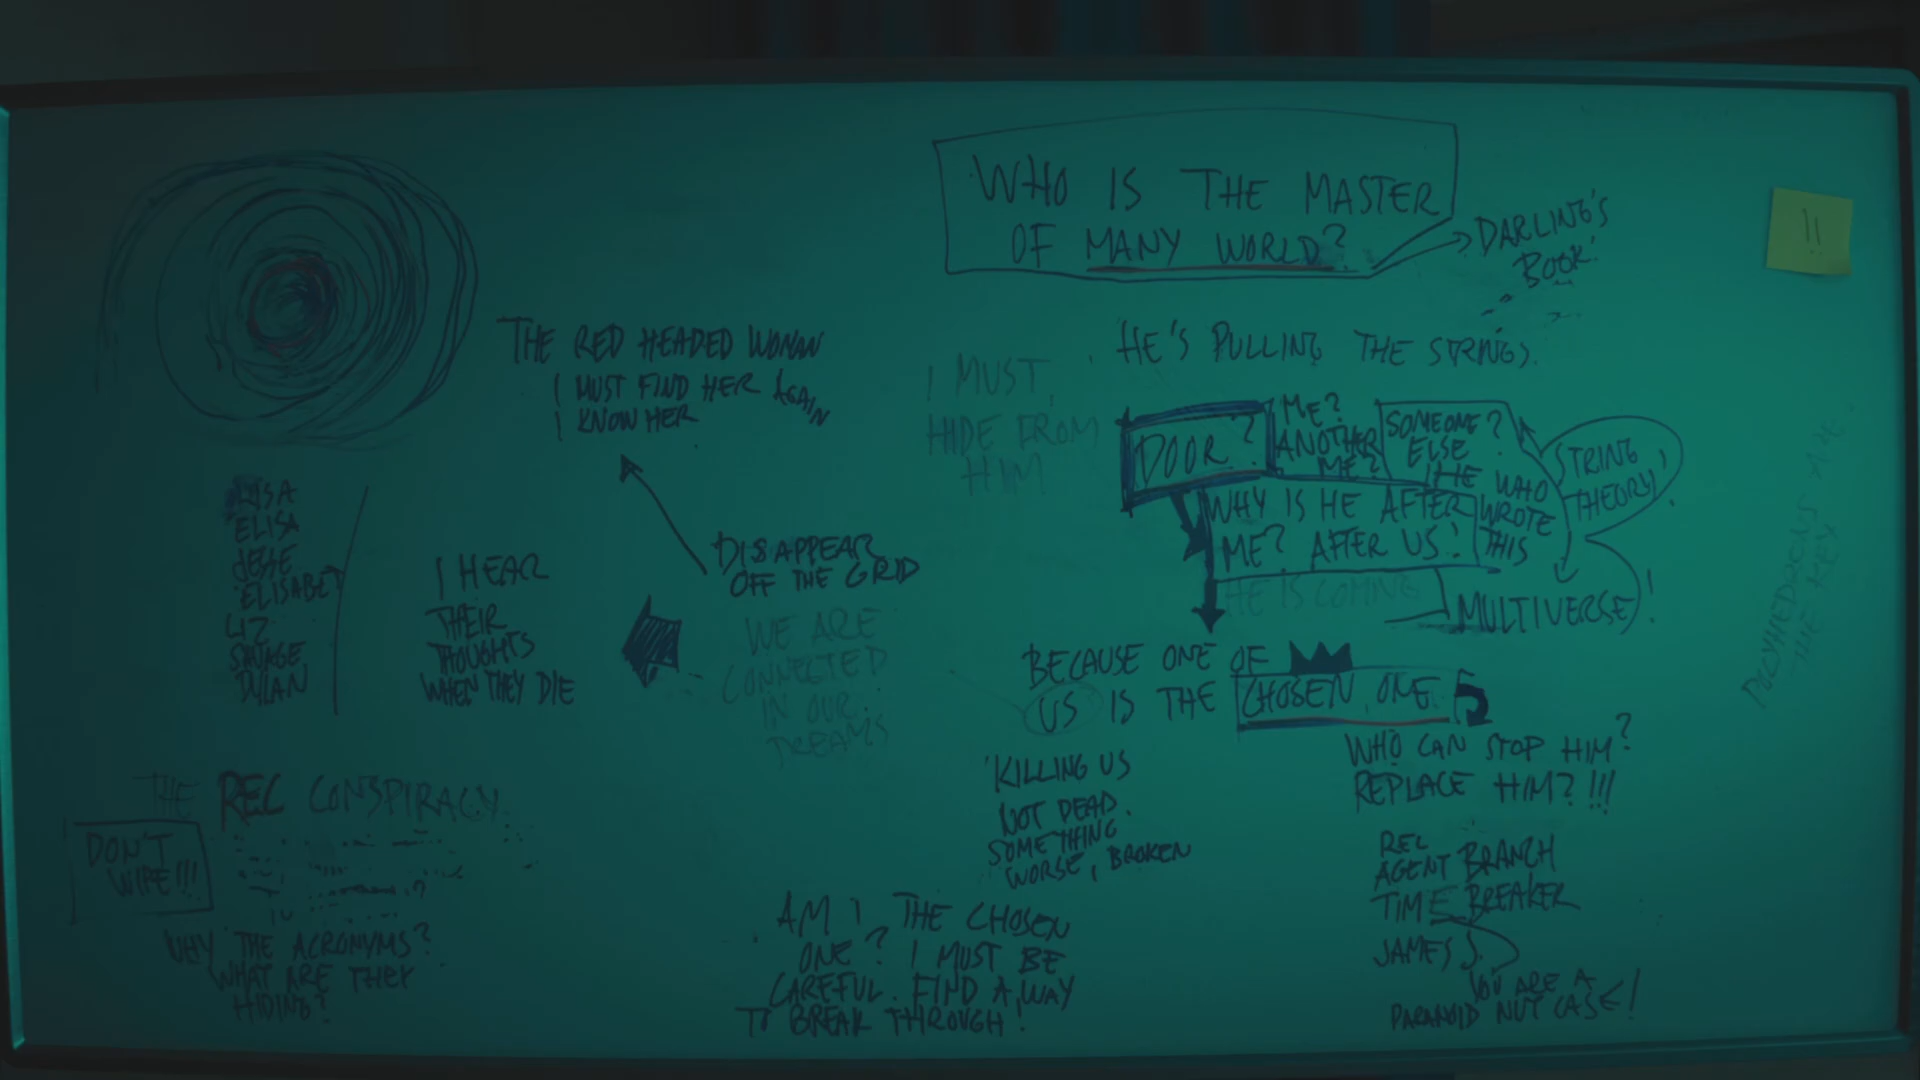 WHO IS THE MASTER
OF MANY WORLD?
DARLING'S
BOOK!
!!
HE'S PULLING THE STRINGS.
THE RED HEADED WOMAN
I MUST FIND HER AGAIN
I KNOW HER
I MUST
HIDE FROM
HIM
DOOR?
ME?
ANOTHER
ME?
SOMEONE?
ELSE
HE WHO
WROTE
THIS
STRING
THEORY!
WHY IS HE AFTER
ME? AFTER US!
HE IS COMING
MULTIVERSE!
ELISA
JESSE
ELISABET
LIZ
SAVAGE
DYLAN
I HEAR
THEIR
THOUGHTS
WHEN THEY DIE
DISAPPEAR
OFF THE GRID
WE ARE
CONNECTED
IN OUR
DREAMS
BECAUSE ONE OF
US IS THE CHOSEN ONE
WHO CAN STOP HIM?
REPLACE HIM?!!!
KILLING US
NOT DEAD.
SOMETHING
WORSE, BROKEN
THE REC CONSPIRACY
DON'T
WIPE!!!
WHY THE ACRONYMS?
WHAT ARE THEY
HIDING?
AM I THE CHOSEN
ONE? I MUST BE
CAREFUL. FIND A WAY
TO BREAK THROUGH!
REC
AGENT BRANCH
TIME BREAKER
JAMES S.
YOU ARE A
PARANOID NUT CASE!